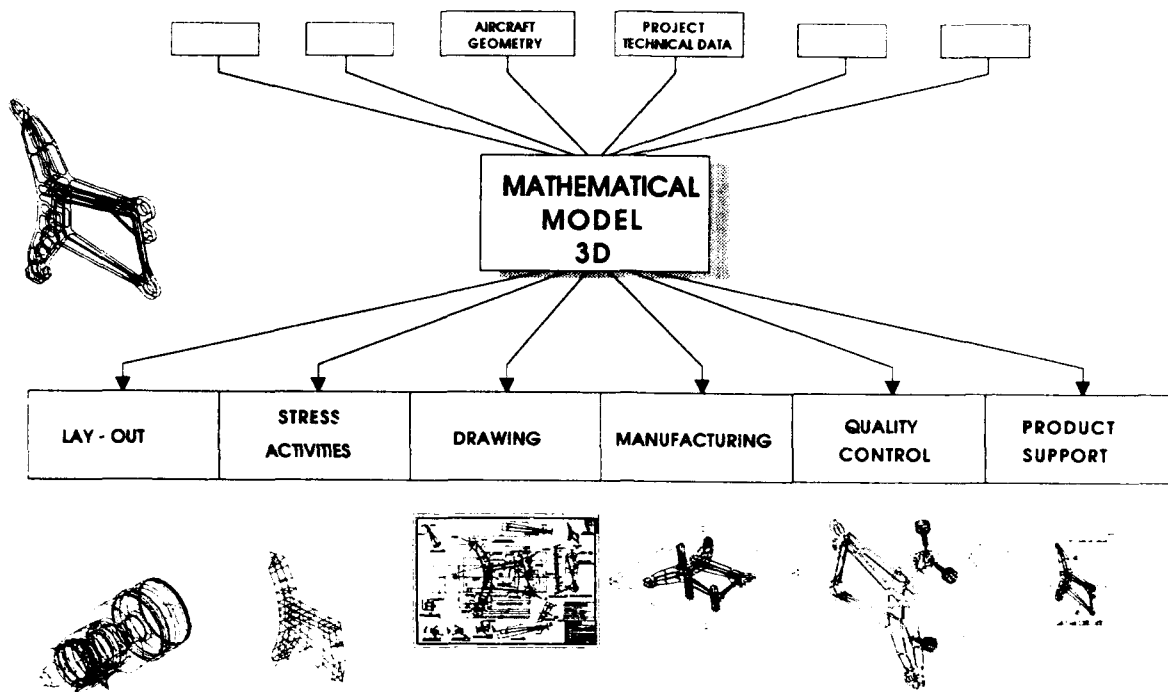 AIRCRAFT
GEOMETRY
PROJECT
TECHNICAL DATA
MATHEMATICAL
MODEL
3D
LAY - OUT
STRESS
ACTIVITIES
DRAWING
MANUFACTURING
QUALITY
CONTROL
PRODUCT
SUPPORT